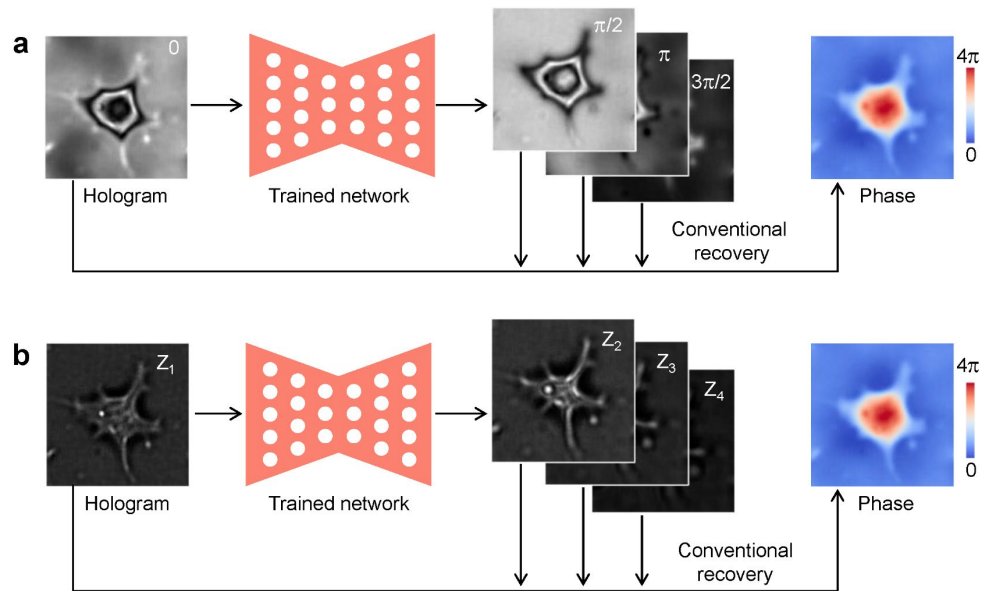 a
0
π/2
π
3π/2
4π
0
Hologram
Trained network
Phase
Conventional
recovery
b
Z1
Z2
Z3
Z4
4π
0
Hologram
Trained network
Phase
Conventional
recovery